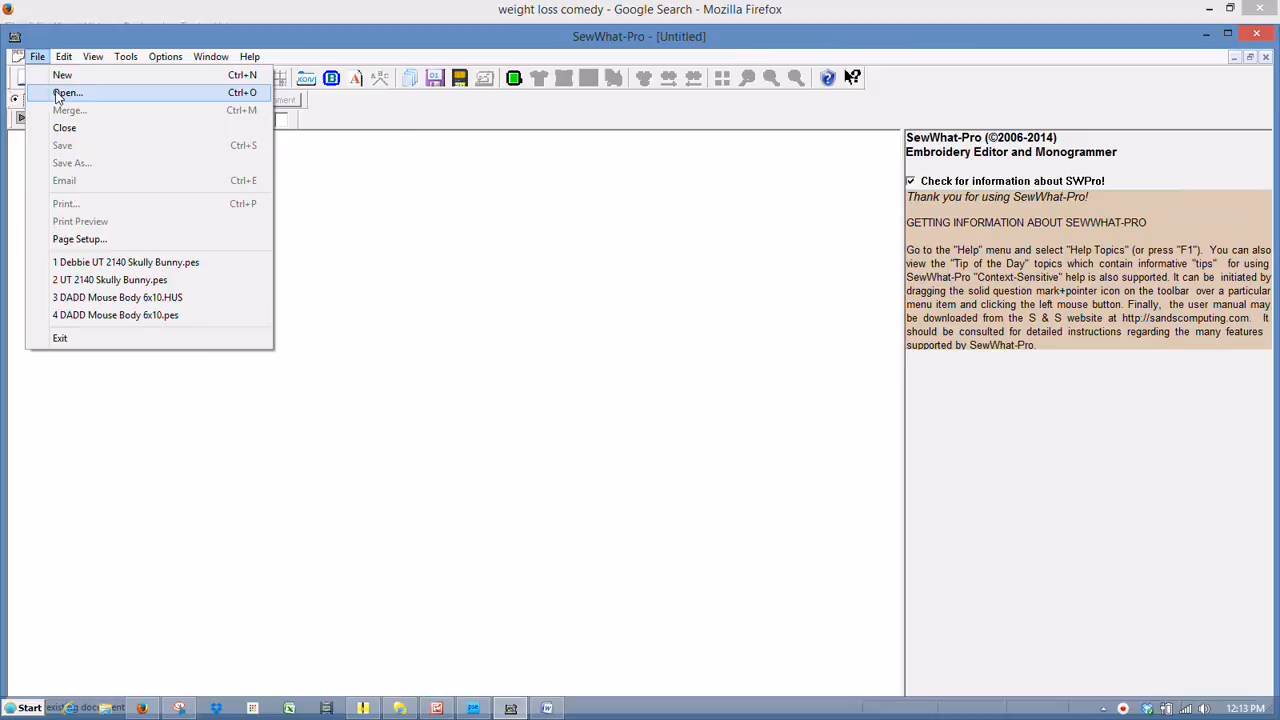 weight loss comedy - Google Search - Mozilla Firefox
SewWhat-Pro - [Untitled]
File Edit View Tools Options Window Help
New Ctrl+N
Open... Ctrl+O
Merge... Ctrl+M
Close
Save Ctrl+S
Save As...
Email Ctrl+E
Print... Ctrl+P
Print Preview
Page Setup...
1 Debbie UT 2140 Skully Bunny.pes
2 UT 2140 Skully Bunny.pes
3 DADD Mouse Body 6x10.HUS
4 DADD Mouse Body 6x10.pes
Exit
SewWhat-Pro (©2006-2014)
Embroidery Editor and Monogrammer
Check for information about SWPro!
Thank you for using SewWhat-Pro!
GETTING INFORMATION ABOUT SEWWHAT-PRO
Go to the "Help" menu and select "Help Topics" (or press "F1"). You can also
view the "Tip of the Day" topics which contain informative "tips" for using
SewWhat-Pro "Context-Sensitive" help is also supported. It can be initiated by
dragging the solid question mark+pointer icon on the toolbar over a particular
menu item and clicking the left mouse button. Finally, the user manual may
be downloaded from the S & S website at http://sandscomputing.com. It
should be consulted for detailed instructions regarding the many features
supported by SewWhat-Pro.
Start existing document 12:13 PM